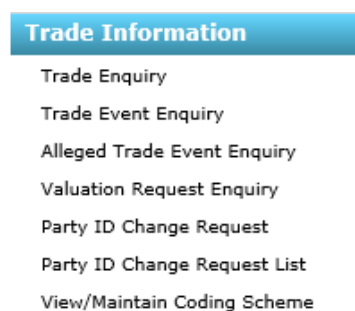 Trade Information
Trade Enquiry
Trade Event Enquiry
Alleged Trade Event Enquiry
Valuation Request Enquiry
Party ID Change Request
Party ID Change Request List
View/Maintain Coding Scheme